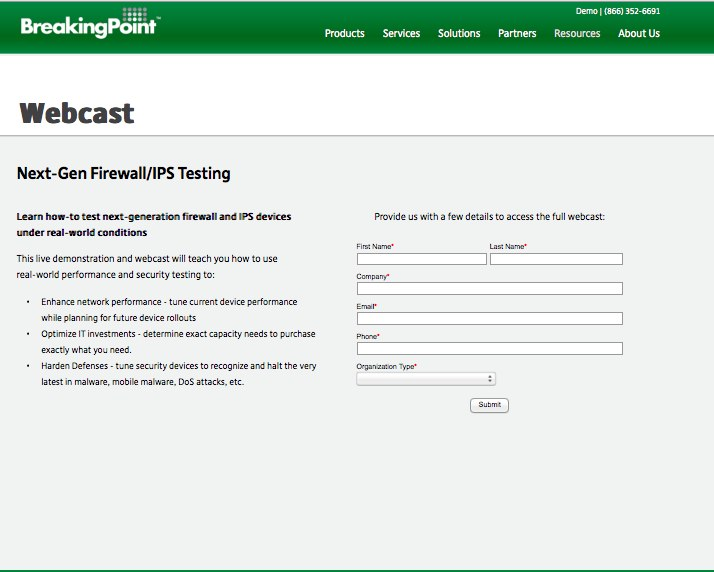 Demo | (866) 352-6691
BreakingPoint™
Products Services Solutions Partners Resources About Us
Webcast
Next-Gen Firewall/IPS Testing
Learn how-to test next-generation firewall and IPS devices
under real-world conditions
This live demonstration and webcast will teach you how to use
real-world performance and security testing to:
• Enhance network performance - tune current device performance
while planning for future device rollouts
• Optimize IT investments - determine exact capacity needs to purchase
exactly what you need.
• Harden Defenses - tune security devices to recognize and halt the very
latest in malware, mobile malware, DoS attacks, etc.
Provide us with a few details to access the full webcast:
First Name* Last Name*
Company*
Email*
Phone*
Organization Type*
Submit